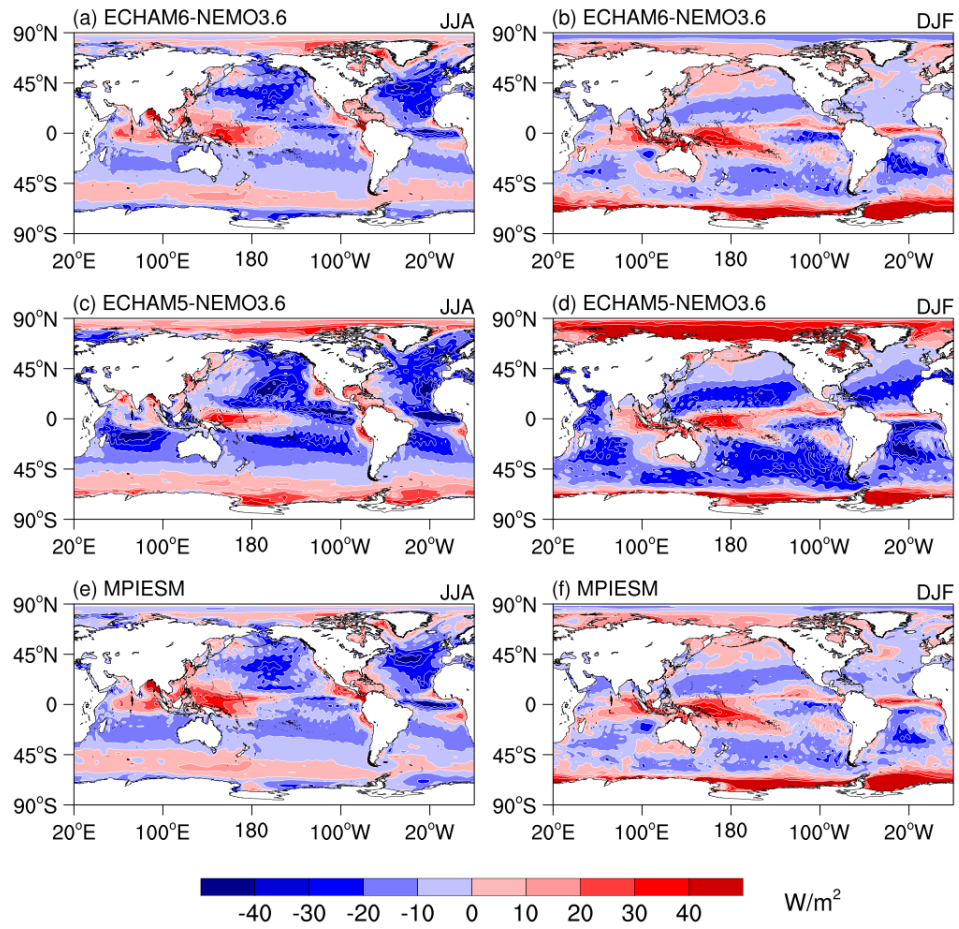 (a) ECHAM6-NEMO3.6 JJA
90°N
45°N
0
45°S
90°S
20°E 100°E 180 100°W 20°W
(b) ECHAM6-NEMO3.6 DJF
90°N
45°N
0
45°S
90°S
20°E 100°E 180 100°W 20°W
(c) ECHAM5-NEMO3.6 JJA
90°N
45°N
0
45°S
90°S
20°E 100°E 180 100°W 20°W
(d) ECHAM5-NEMO3.6 DJF
90°N
45°N
0
45°S
90°S
20°E 100°E 180 100°W 20°W
(e) MPIESM JJA
90°N
45°N
0
45°S
90°S
20°E 100°E 180 100°W 20°W
(f) MPIESM DJF
90°N
45°N
0
45°S
90°S
20°E 100°E 180 100°W 20°W
-40 -30 -20 -10 0 10 20 30 40 W/m²